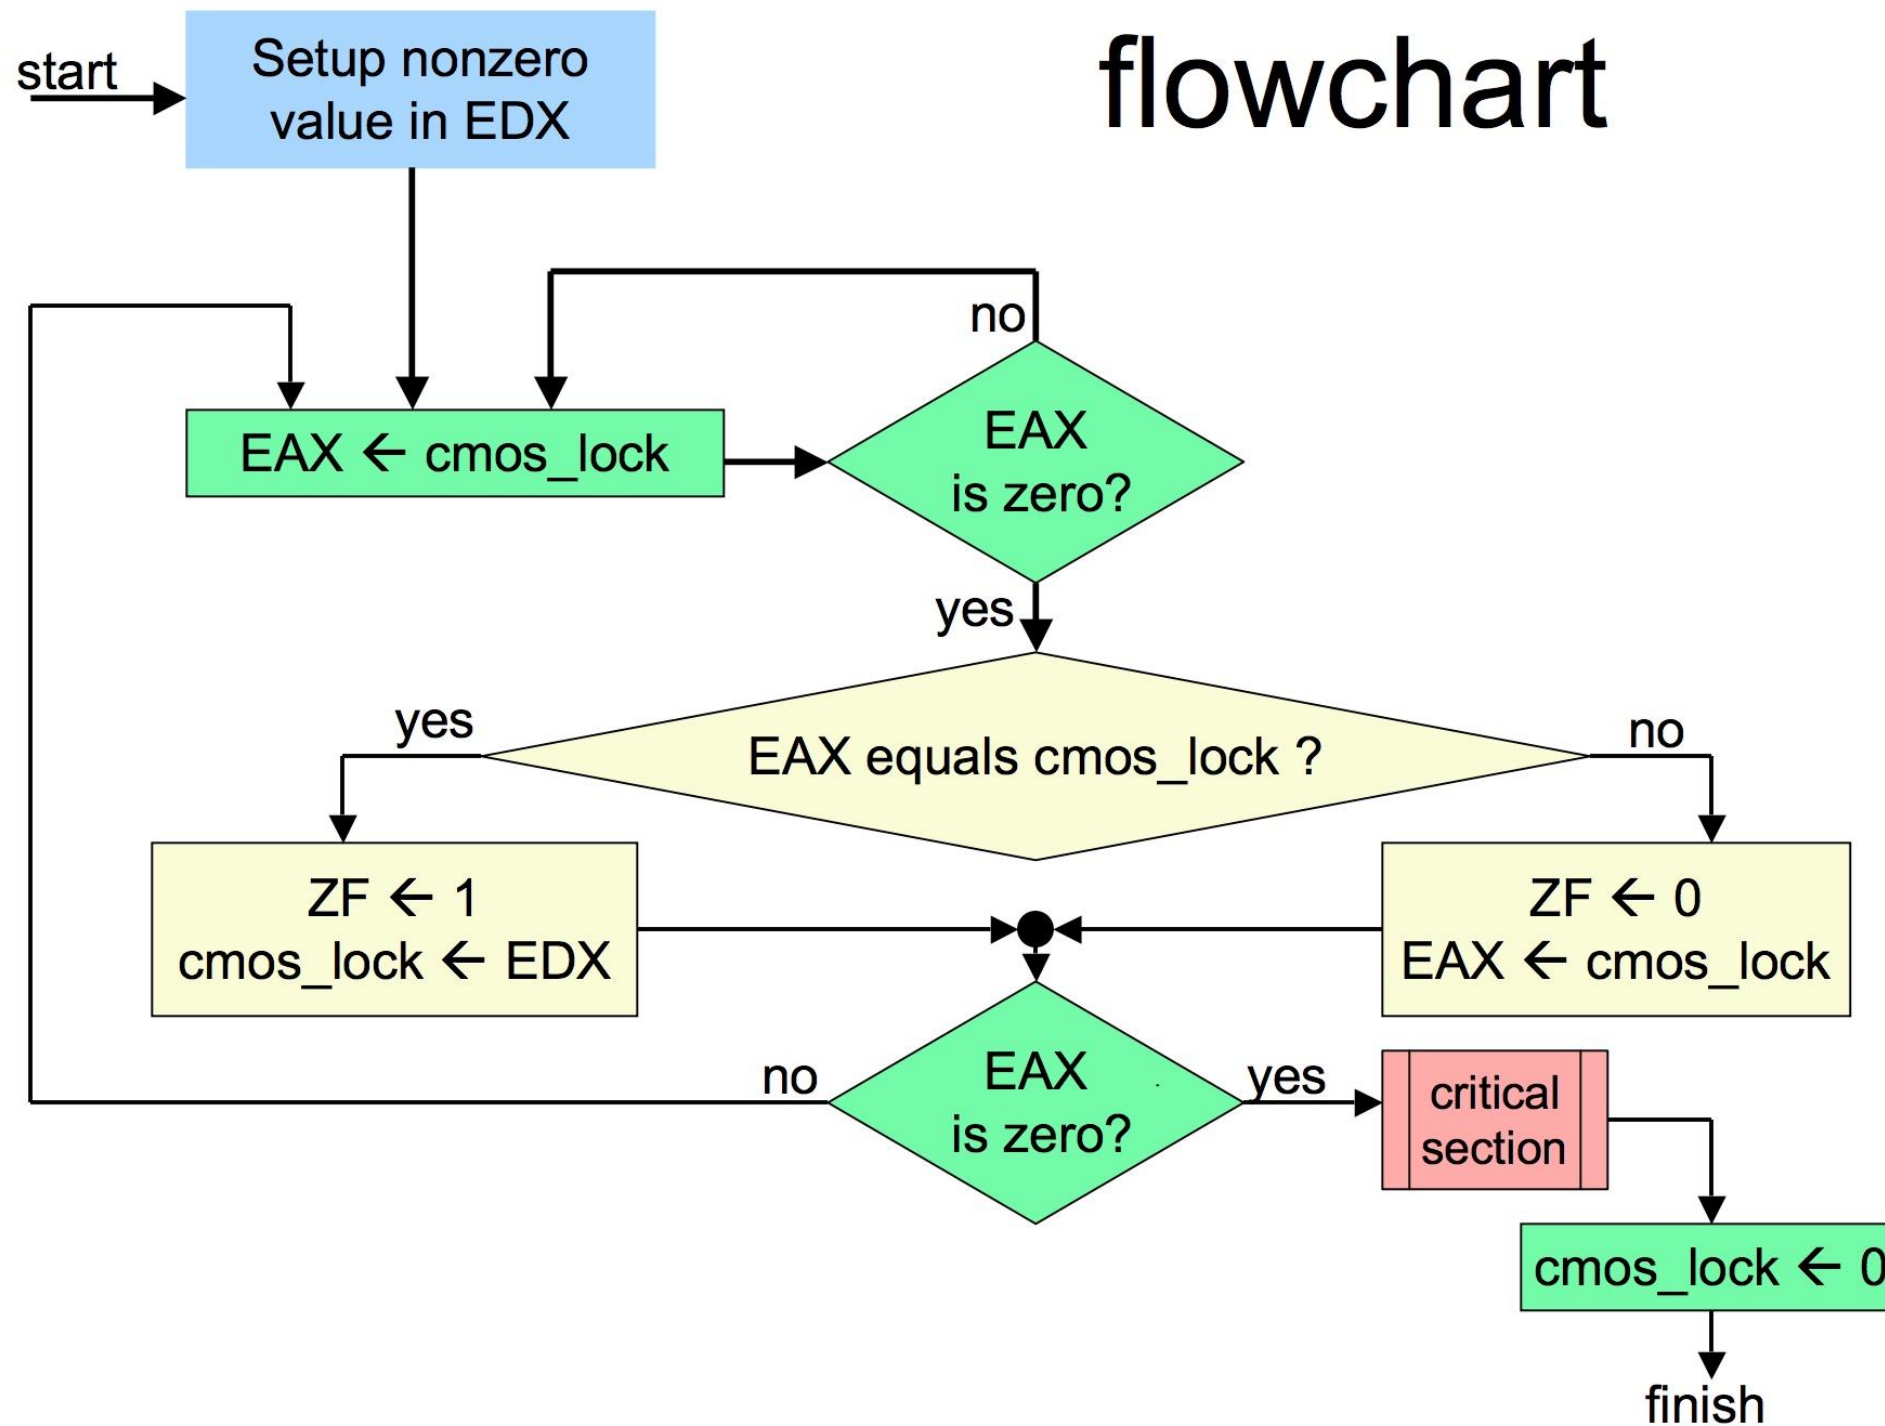 flowchart
start
Setup nonzero
value in EDX
no
EAX ← cmos_lock
EAX
is zero?
yes
yes
EAX equals cmos_lock ?
no
ZF ← 1
cmos_lock ← EDX
ZF ← 0
EAX ← cmos_lock
no
EAX
is zero?
yes
critical
section
cmos_lock ← 0
finish